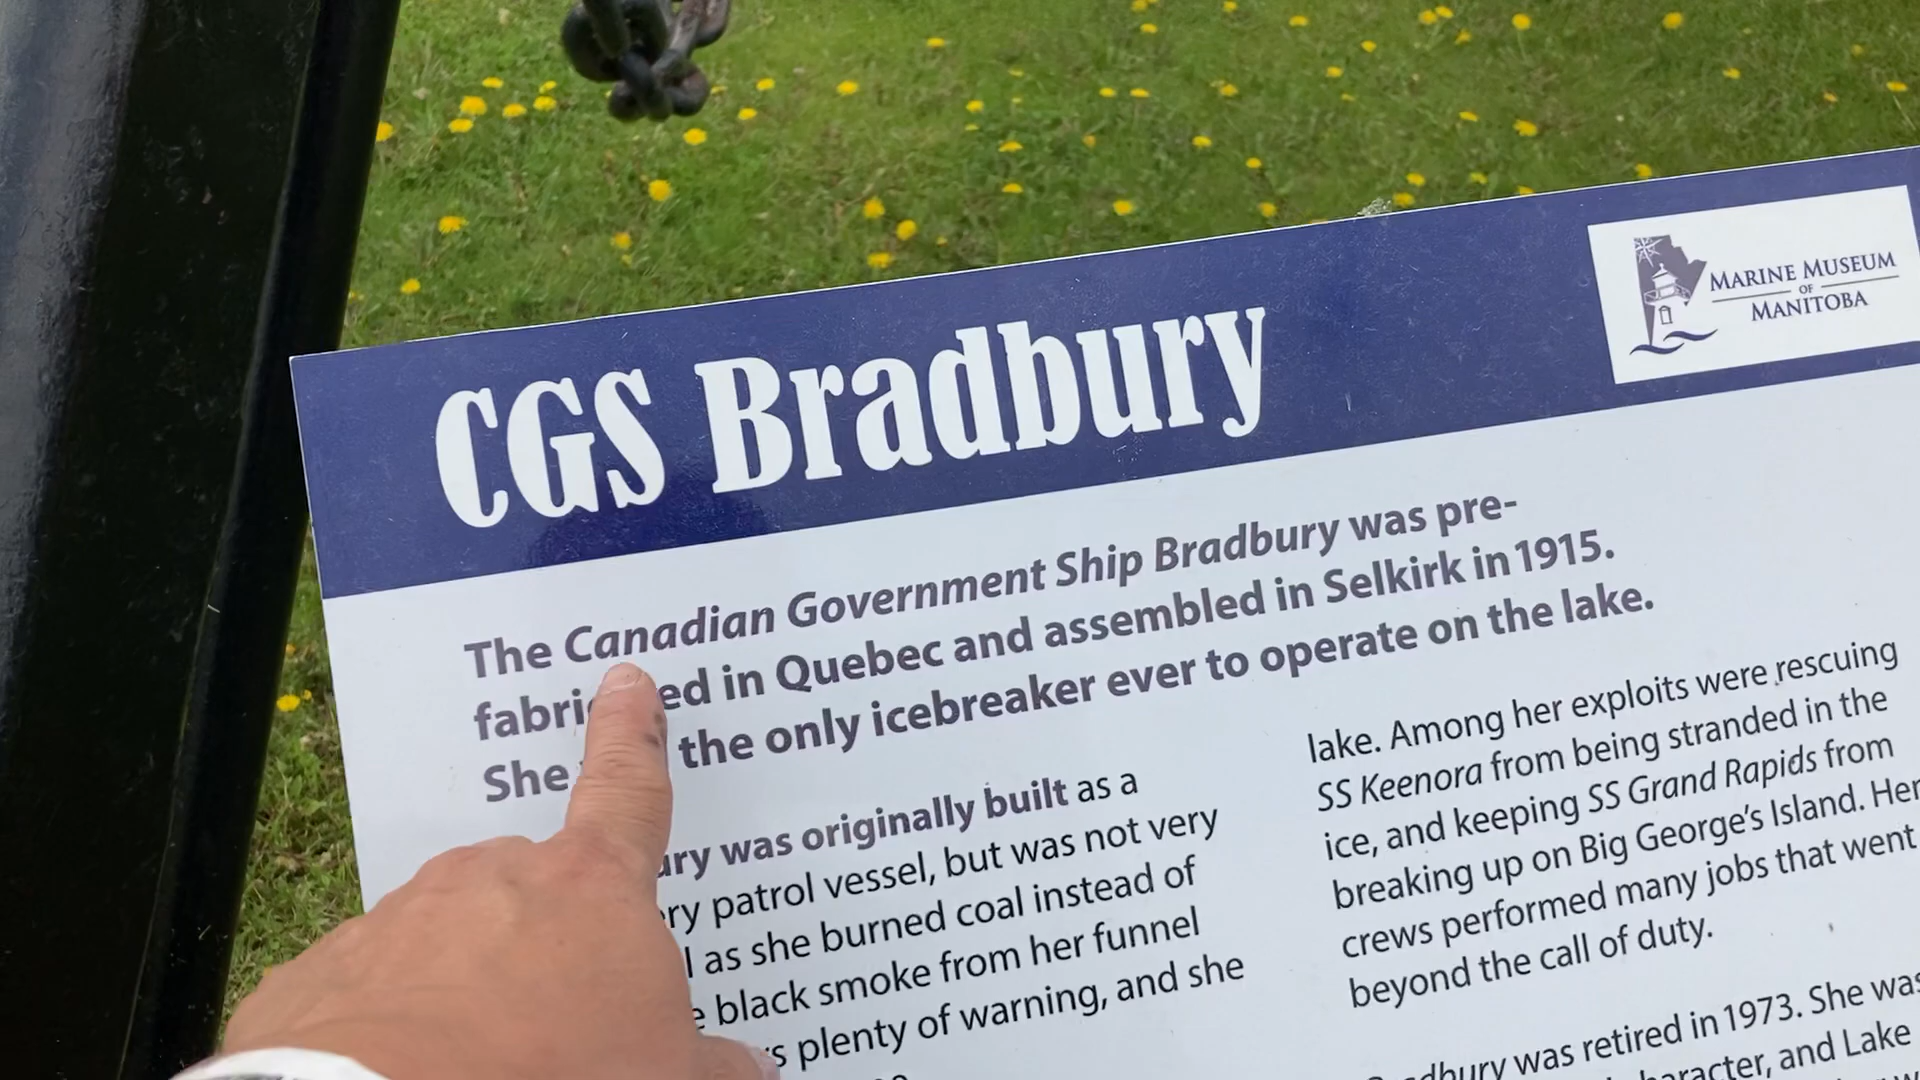 CGS Bradbury
MARINE MUSEUM
OF
MANITOBA
The Canadian Government Ship Bradbury was pre-
in Quebec and assembled in Selkirk in 1915.
She the only icebreaker ever to operate on the lake.
was originally built as a
patrol vessel, but was not very
as she burned coal instead of
black smoke from her funnel
plenty of warning, and she
lake. Among her exploits were rescuing
SS Keenora from being stranded in the
ice, and keeping SS Grand Rapids from
breaking up on Big George's Island. Her
crews performed many jobs that went
beyond the call of duty.
was retired in 1973. She was
and Lake